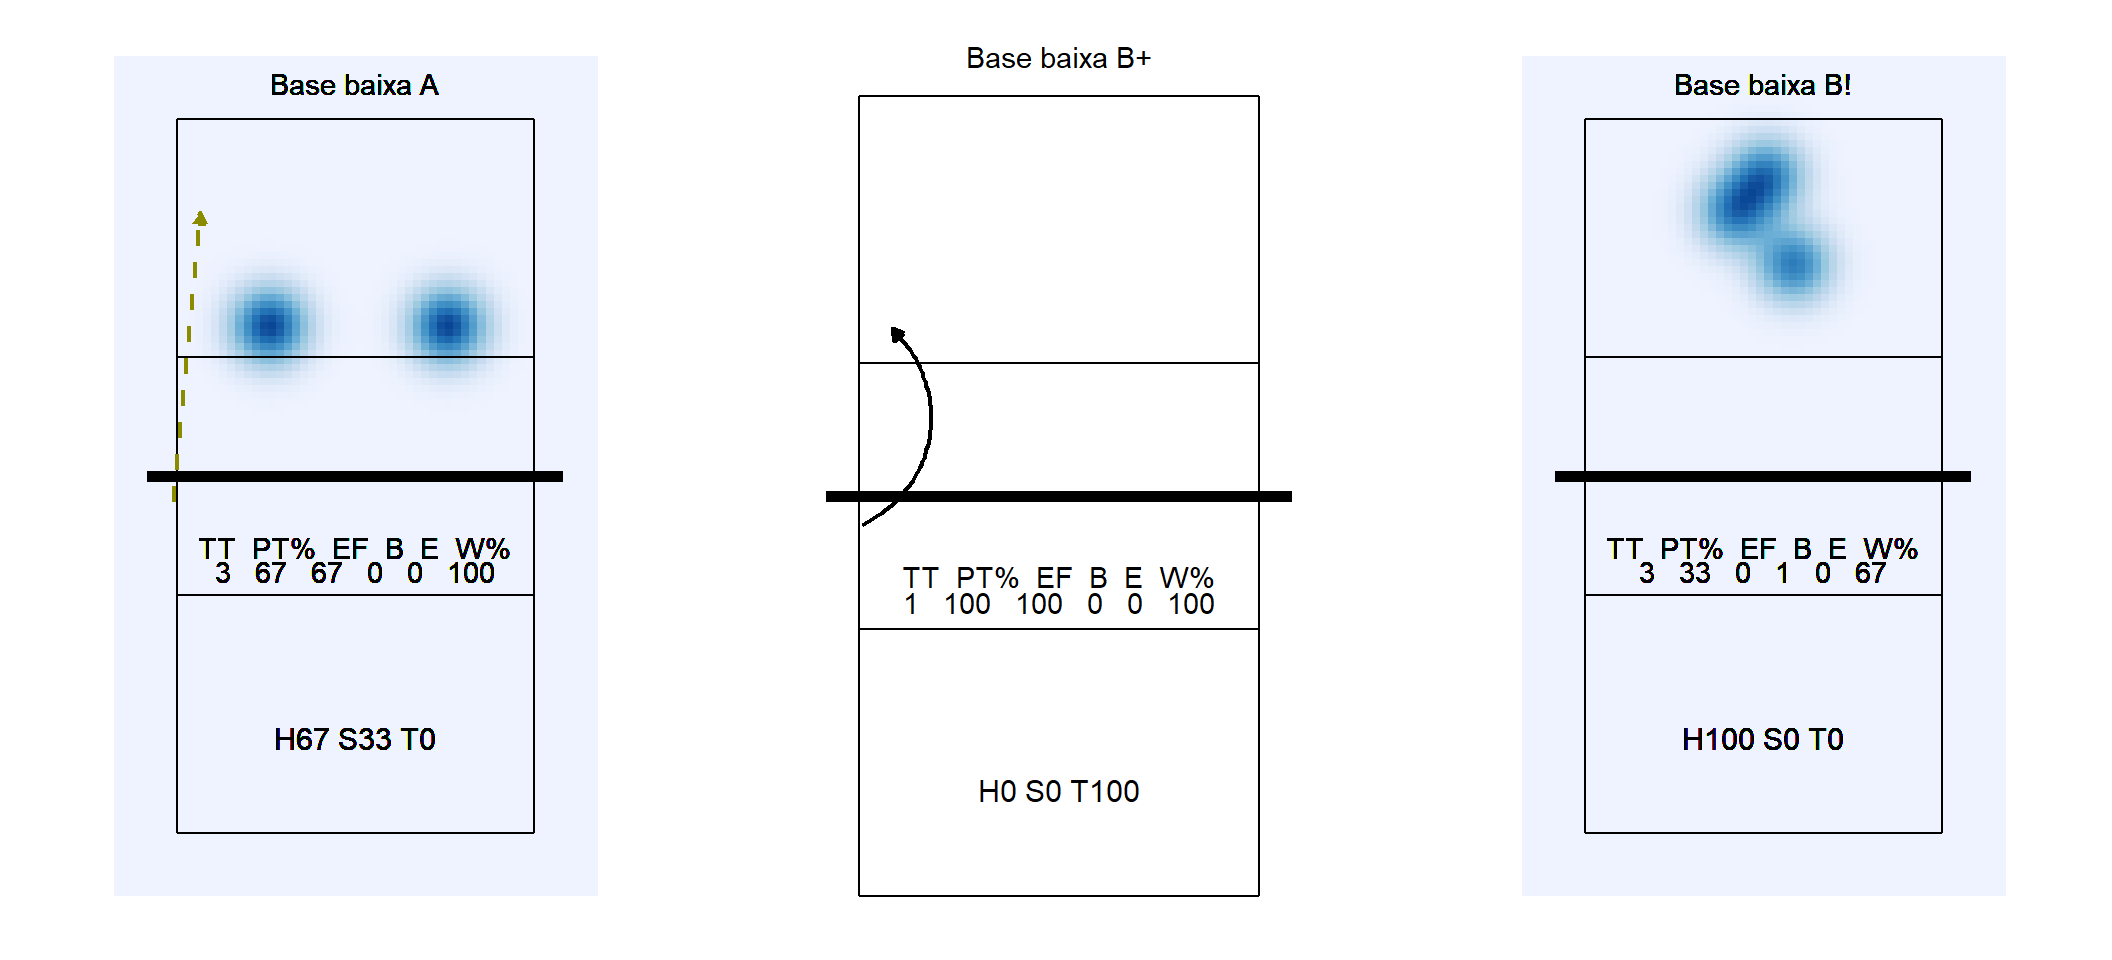 Base baixa A
TT PT% EF B E W%
3 67 67 0 0 100
H67 S33 T0
Base baixa B+
TT PT% EF B E W%
1 100 100 0 0 100
H0 S0 T100
Base baixa B!
TT PT% EF B E W%
3 33 0 1 0 67
H100 S0 T0